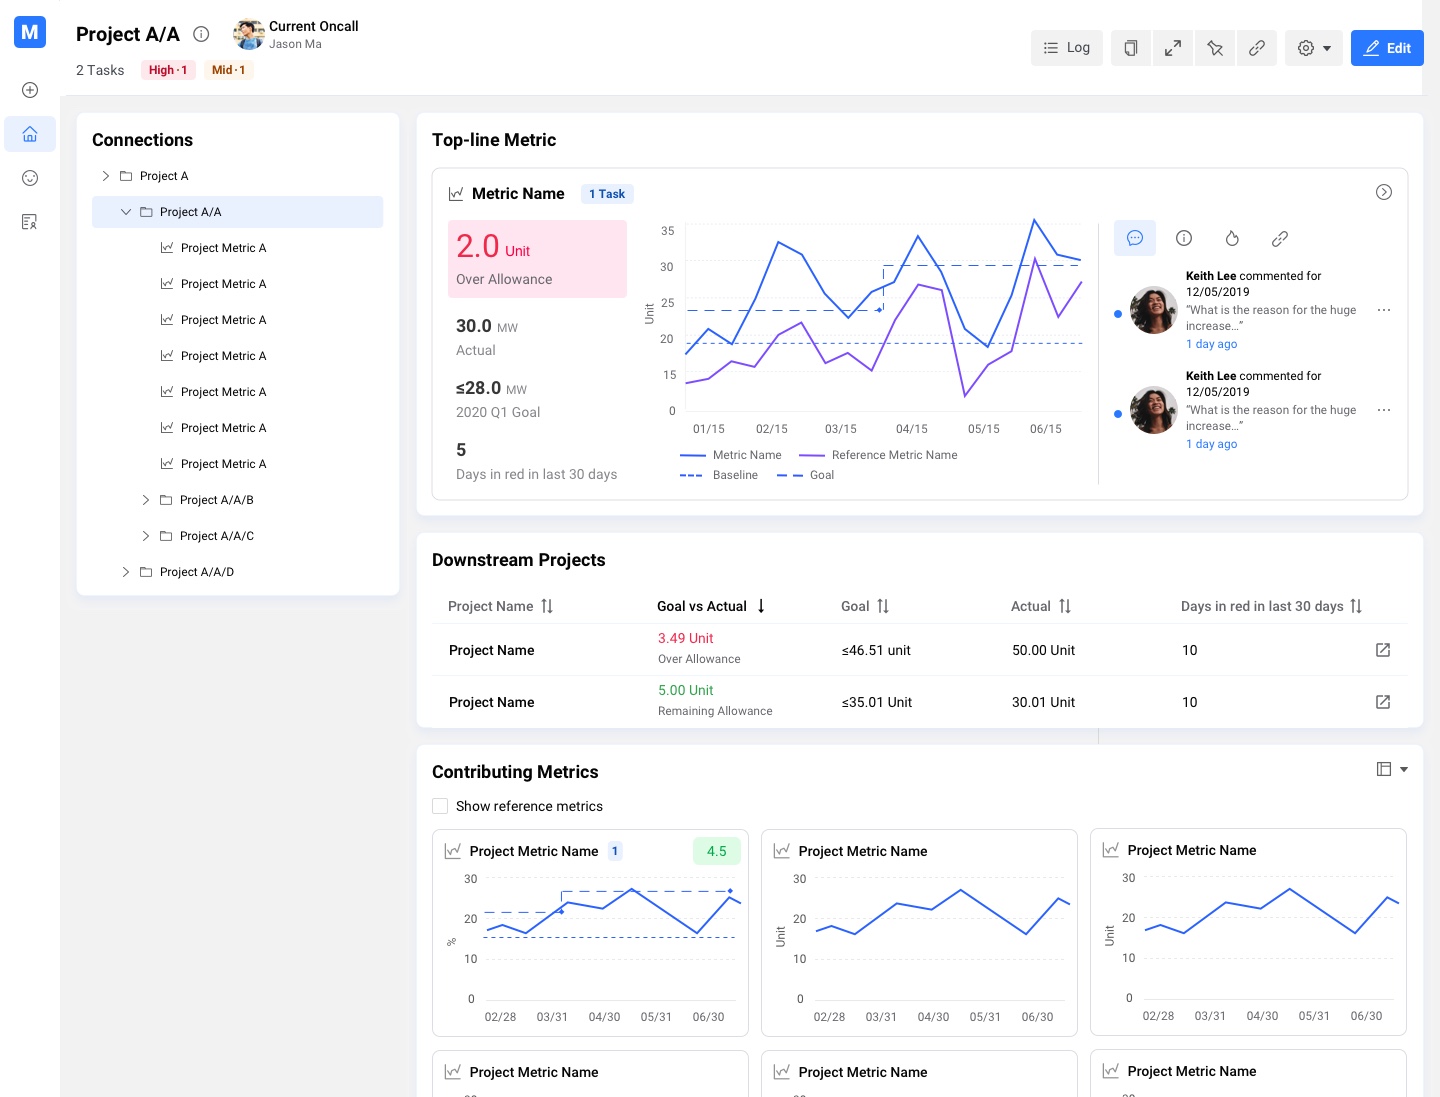 M
Project A/A
Current Oncall
Jason Ma
2 Tasks
High · 1
Mid · 1
Log
Edit
Connections
Project A
Project A/A
Project Metric A
Project Metric A
Project Metric A
Project Metric A
Project Metric A
Project Metric A
Project Metric A
Project A/A/B
Project A/A/C
Project A/A/D
Top-line Metric
Metric Name
1 Task
2.0 Unit
Over Allowance
30.0 MW
Actual
≤28.0 MW
2020 Q1 Goal
5
Days in red in last 30 days
Unit
35
30
25
20
15
0
01/15 02/15 03/15 04/15 05/15 06/15
Metric Name
Reference Metric Name
Baseline
Goal
Keith Lee commented for
12/05/2019
“What is the reason for the huge
increase...”
1 day ago
Keith Lee commented for
12/05/2019
“What is the reason for the huge
increase...”
1 day ago
Downstream Projects
Project Name Goal vs Actual Goal Actual Days in red in last 30 days
Project Name
3.49 Unit
Over Allowance
≤46.51 unit
50.00 Unit
10
Project Name
5.00 Unit
Remaining Allowance
≤35.01 Unit
30.01 Unit
10
Contributing Metrics
Show reference metrics
Project Metric Name 1
4.5
30
20
%
10
0
02/28 03/31 04/30 05/31 06/30
Project Metric Name
30
20
Unit
10
0
02/28 03/31 04/30 05/31 06/30
Project Metric Name
30
20
Unit
10
0
02/28 03/31 04/30 05/31 06/30
Project Metric Name
Project Metric Name
Project Metric Name